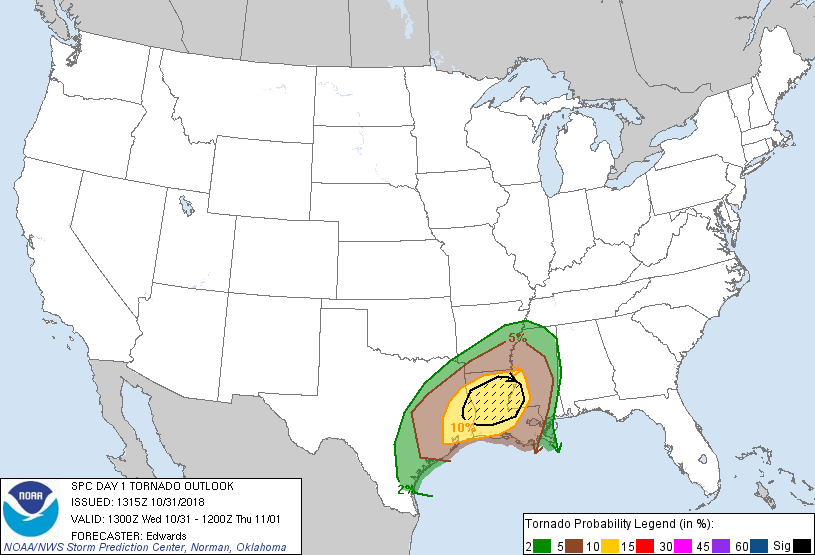 5%
10%
2%
NOAA
SPC DAY 1 TORNADO OUTLOOK
ISSUED: 1315Z 10/31/2018
VALID: 1300Z Wed 10/31 - 1200Z Thu 11/01
FORECASTER: Edwards
NOAA/NWS Storm Prediction Center, Norman, Oklahoma
Tornado Probability Legend (in %):
2 5 10 15 30 45 60 Sig